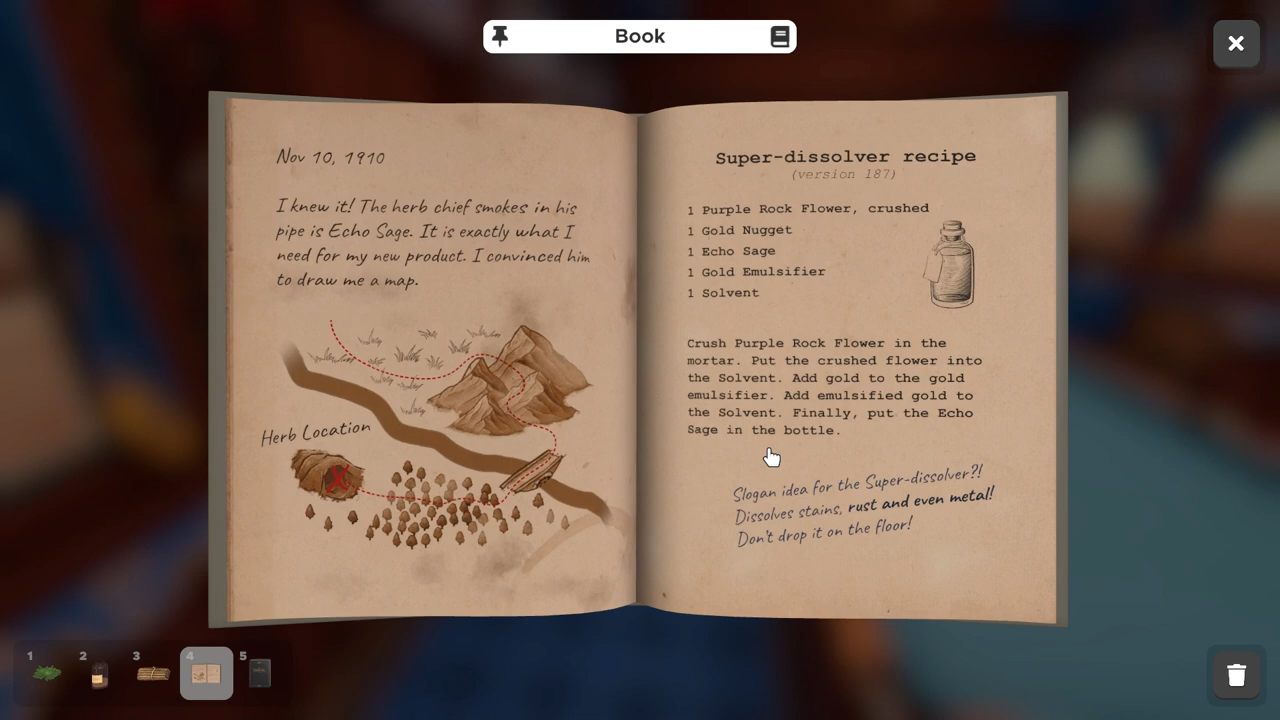 Book
Nov 10, 1910
I knew it! The herb chief smokes in his
pipe is Echo Sage. It is exactly what I
need for my new product. I convinced him
to draw me a map.
Herb Location
Super-dissolver recipe
(version 187)
1 Purple Rock Flower, crushed
1 Gold Nugget
1 Echo Sage
1 Gold Emulsifier
1 Solvent
Crush Purple Rock Flower in the
mortar. Put the crushed flower into
the Solvent. Add gold to the gold
emulsifier. Add emulsified gold to
the Solvent. Finally, put the Echo
Sage in the bottle.
Slogan idea for the Super-dissolver?!
Dissolves stains, rust and even metal!
Don't drop it on the floor!
1 2 3 4 5